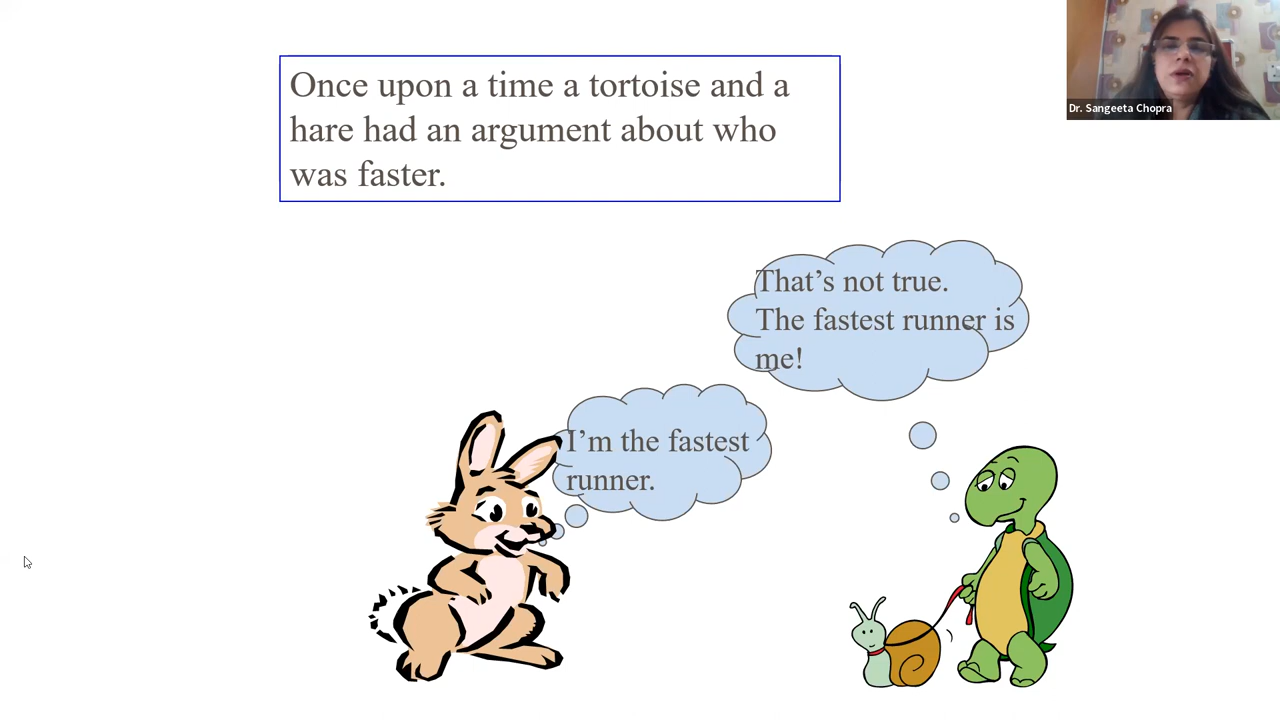 Once upon a time a tortoise and a
hare had an argument about who
was faster.
Dr. Sangeeta Chopra
That's not true.
The fastest runner is
me!
I'm the fastest
runner.